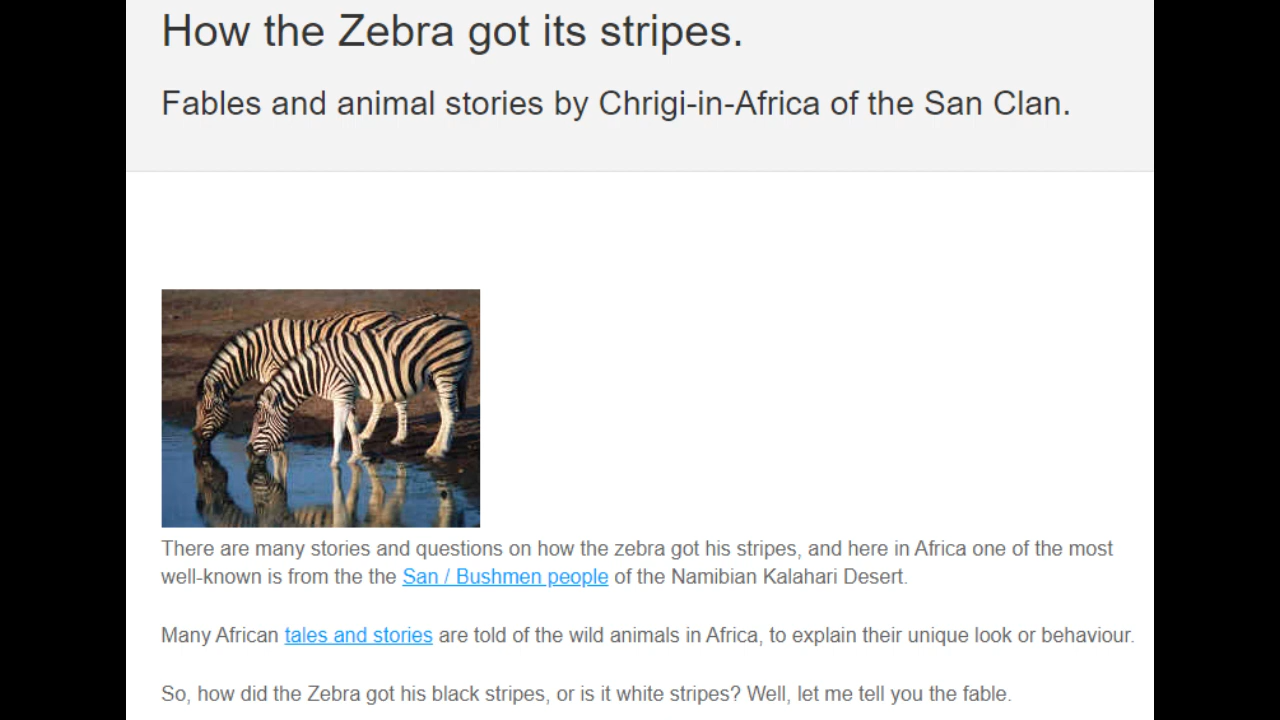 How the Zebra got its stripes.
Fables and animal stories by Chrigi-in-Africa of the San Clan.
There are many stories and questions on how the zebra got his stripes, and here in Africa one of the most
well-known is from the the San / Bushmen people of the Namibian Kalahari Desert.
Many African tales and stories are told of the wild animals in Africa, to explain their unique look or behaviour.
So, how did the Zebra got his black stripes, or is it white stripes? Well, let me tell you the fable.